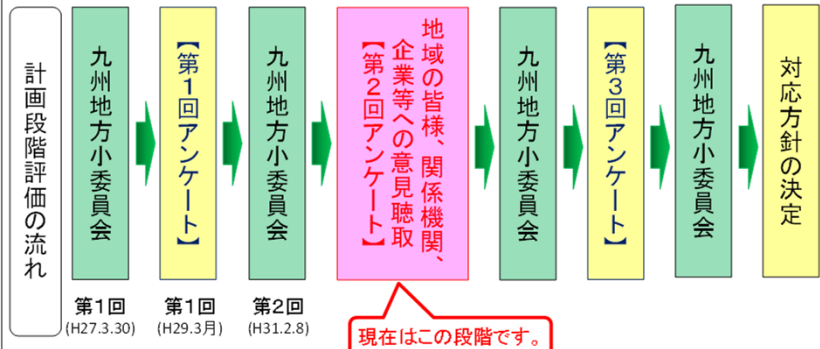 計画段階評価の流れ
九州地方小委員会
【第１回アンケート】
九州地方小委員会
地域の皆様、関係機関、
企業等への意見聴取
【第２回アンケート】
九州地方小委員会
【第３回アンケート】
九州地方小委員会
対応方針の決定
第１回
(H27.3.30)
第１回
(H29.3月)
第２回
(H31.2.8)
現在はこの段階です。